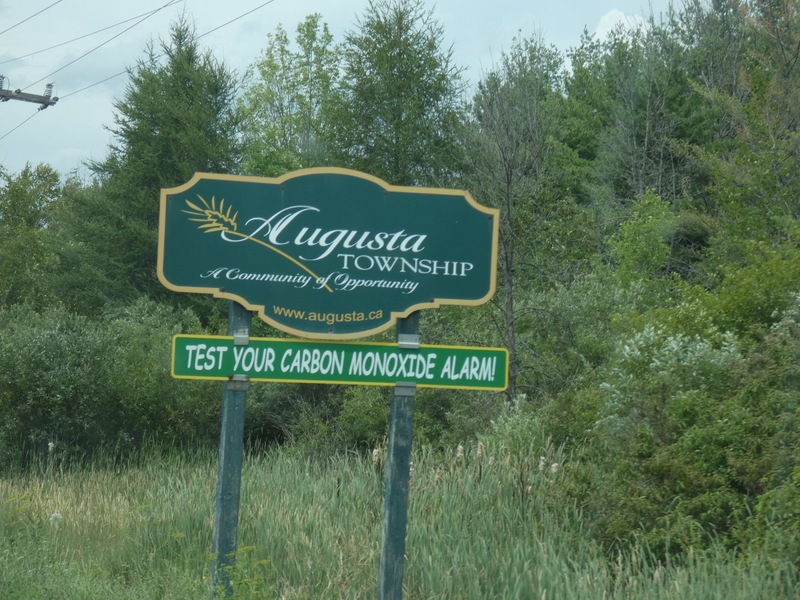 Augusta
TOWNSHIP
A Community of Opportunity
www.augusta.ca
TEST YOUR CARBON MONOXIDE ALARM!